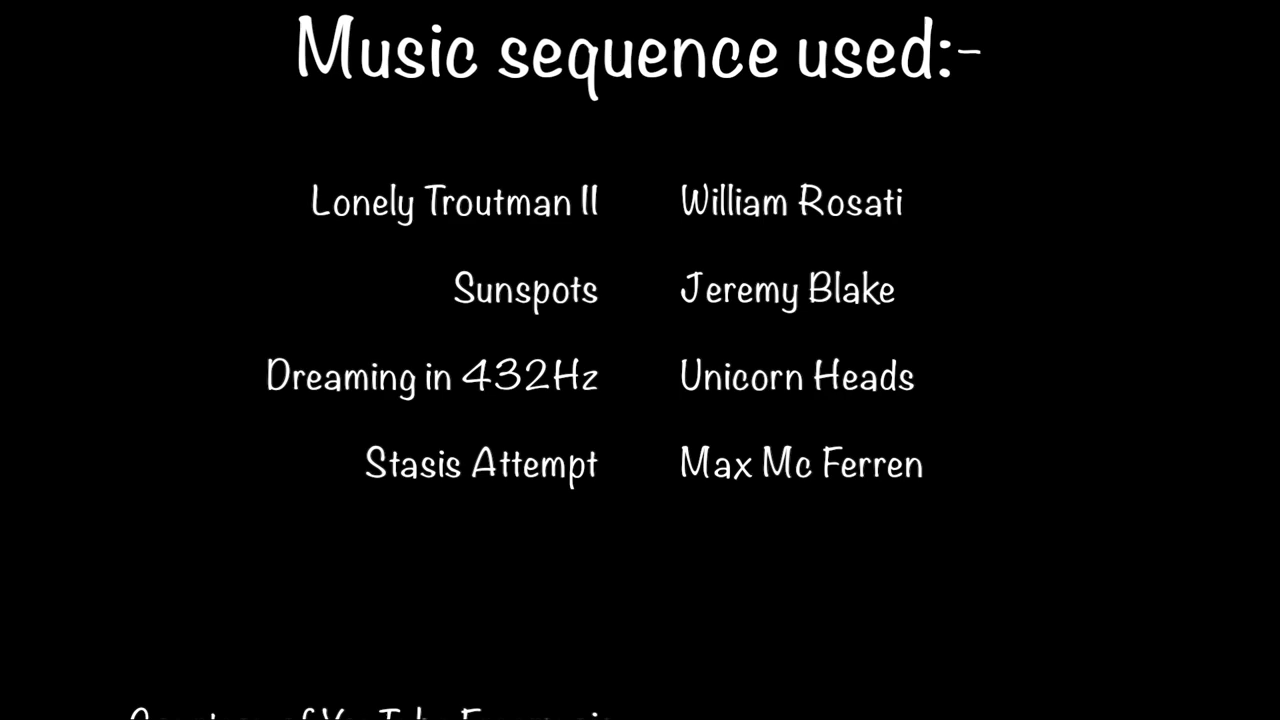 Music sequence used:-
Lonely Troutman II William Rosati
Sunspots Jeremy Blake
Dreaming in 432Hz Unicorn Heads
Stasis Attempt Max Mc Ferren